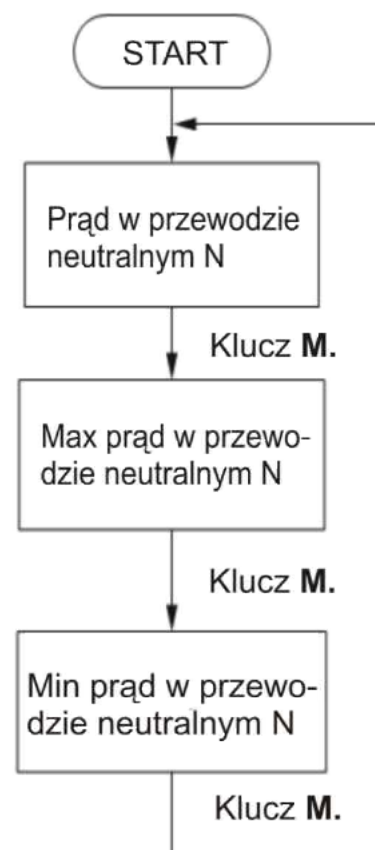 START
Prąd w przewodzie
neutralnym N
Klucz M.
Max prąd w przewo-
dzie neutralnym N
Klucz M.
Min prąd w przewo-
dzie neutralnym N
Klucz M.